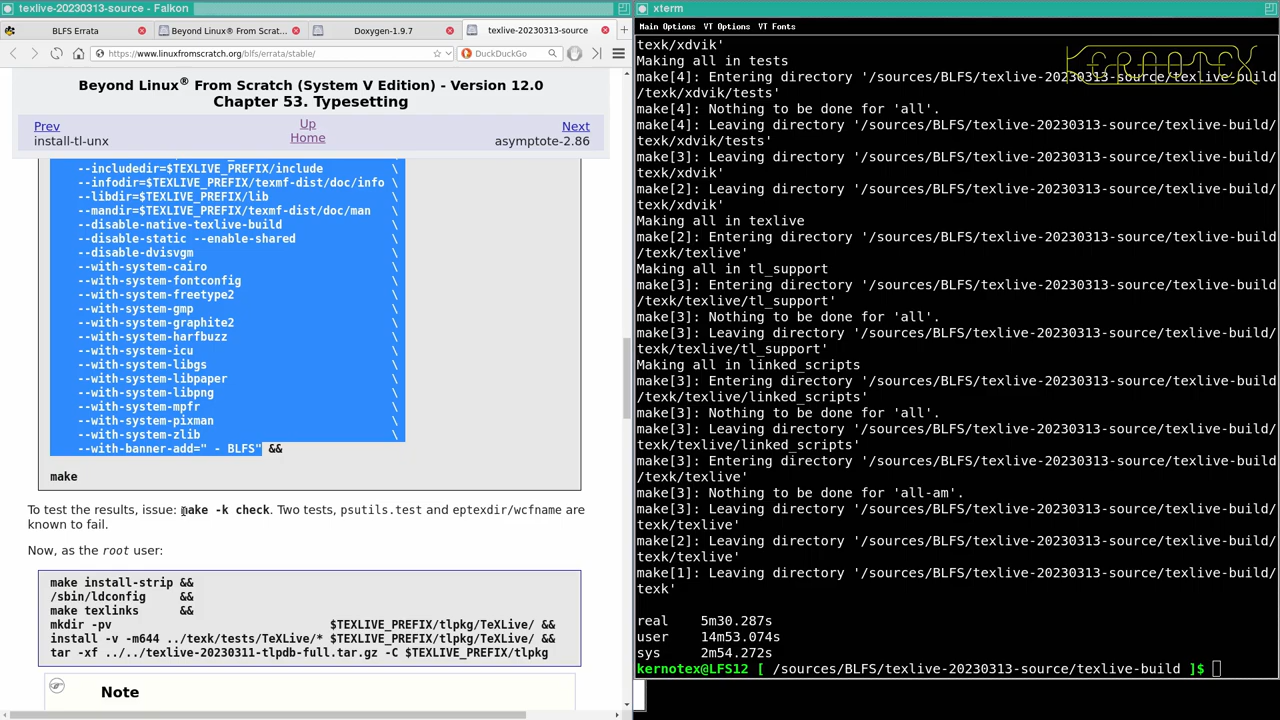 texlive-20230313-source - Falkon
BLFS Errata
Beyond Linux® From Scrat...
Doxygen-1.9.7
texlive-20230313-source
https://www.linuxfromscratch.org/blfs/errata/stable/
DuckDuckGo
Beyond Linux® From Scratch (System V Edition) - Version 12.0
Chapter 53. Typesetting
Prev
Up
Next
install-tl-unx
Home
asymptote-2.86
--includedir=$TEXLIVE_PREFIX/include \
--infodir=$TEXLIVE_PREFIX/texmf-dist/doc/info \
--libdir=$TEXLIVE_PREFIX/lib \
--mandir=$TEXLIVE_PREFIX/texmf-dist/doc/man \
--disable-native-texlive-build \
--disable-static --enable-shared \
--disable-dvisvgm \
--with-system-cairo \
--with-system-fontconfig \
--with-system-freetype2 \
--with-system-gmp \
--with-system-graphite2 \
--with-system-harfbuzz \
--with-system-icu \
--with-system-libgs \
--with-system-libpaper \
--with-system-libpng \
--with-system-mpfr \
--with-system-pixman \
--with-system-zlib \
--with-banner-add=" - BLFS" &&
make
To test the results, issue: make -k check. Two tests, psutils.test and eptexdir/wcfname are
known to fail.
Now, as the root user:
make install-strip &&
/sbin/ldconfig &&
make texlinks &&
mkdir -pv $TEXLIVE_PREFIX/tlpkg/TeXLive/ &&
install -v -m644 ../texk/tests/TeXLive/* $TEXLIVE_PREFIX/tlpkg/TeXLive/ &&
tar -xf ../../texlive-20230311-tlpdb-full.tar.gz -C $TEXLIVE_PREFIX/tlpkg
Note
xterm
Main Options VT Options VT Fonts
KERNOTEX
texk/xdvik'
Making all in tests
make[4]: Entering directory '/sources/BLFS/texlive-20230313-source/texlive-build
/texk/xdvik/tests'
make[4]: Nothing to be done for 'all'.
make[4]: Leaving directory '/sources/BLFS/texlive-20230313-source/texlive-build/
texk/xdvik/tests'
make[3]: Leaving directory '/sources/BLFS/texlive-20230313-source/texlive-build/
texk/xdvik'
make[2]: Leaving directory '/sources/BLFS/texlive-20230313-source/texlive-build/
texk/xdvik'
Making all in texlive
make[2]: Entering directory '/sources/BLFS/texlive-20230313-source/texlive-build
/texk/texlive'
Making all in tl_support
make[3]: Entering directory '/sources/BLFS/texlive-20230313-source/texlive-build
/texk/texlive/tl_support'
make[3]: Nothing to be done for 'all'.
make[3]: Leaving directory '/sources/BLFS/texlive-20230313-source/texlive-build/
texk/texlive/tl_support'
Making all in linked_scripts
make[3]: Entering directory '/sources/BLFS/texlive-20230313-source/texlive-build
/texk/texlive/linked_scripts'
make[3]: Nothing to be done for 'all'.
make[3]: Leaving directory '/sources/BLFS/texlive-20230313-source/texlive-build/
texk/texlive/linked_scripts'
make[3]: Entering directory '/sources/BLFS/texlive-20230313-source/texlive-build
/texk/texlive'
make[3]: Nothing to be done for 'all-am'.
make[3]: Leaving directory '/sources/BLFS/texlive-20230313-source/texlive-build/
texk/texlive'
make[2]: Leaving directory '/sources/BLFS/texlive-20230313-source/texlive-build/
texk/texlive'
make[1]: Leaving directory '/sources/BLFS/texlive-20230313-source/texlive-build/
texk'
real 5m30.287s
user 14m53.074s
sys 2m54.272s
kernotex@LFS12 [ /sources/BLFS/texlive-20230313-source/texlive-build ]$